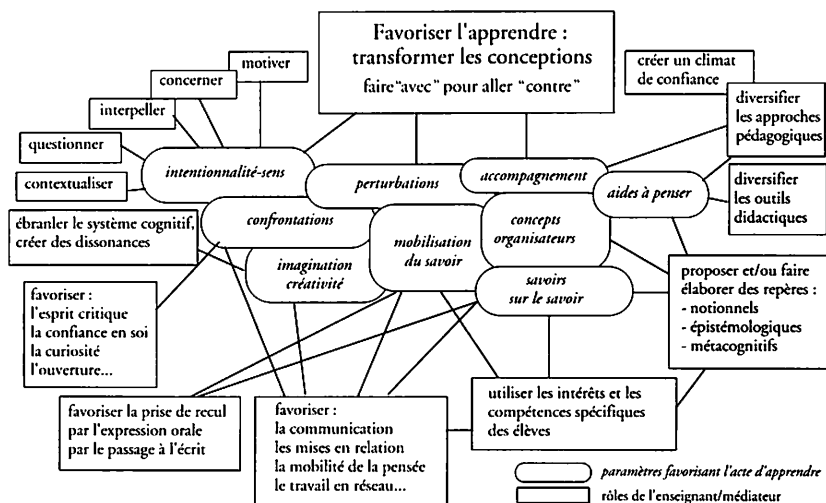 Favoriser l'apprendre :
transformer les conceptions
faire "avec" pour aller "contre"
motiver
concerner
interpeller
questionner
contextualiser
créer un climat
de confiance
diversifier
les approches
pédagogiques
intentionnalité-sens
perturbations
accompagnement
aides à penser
diversifier
les outils
didactiques
ébranler le système cognitif,
créer des dissonances
confrontations
mobilisation
du savoir
concepts
organisateurs
imagination
créativité
savoirs
sur le savoir
proposer et/ou faire
élaborer des repères :
- notionnels
- épistémologiques
- métacognitifs
favoriser :
l'esprit critique
la confiance en soi
la curiosité
l'ouverture...
favoriser la prise de recul
par l'expression orale
par le passage à l'écrit
favoriser :
la communication
les mises en relation
la mobilité de la pensée
le travail en réseau...
utiliser les intérêts et les
compétences spécifiques
des élèves
paramètres favorisant l'acte d'apprendre
rôles de l'enseignant/médiateur